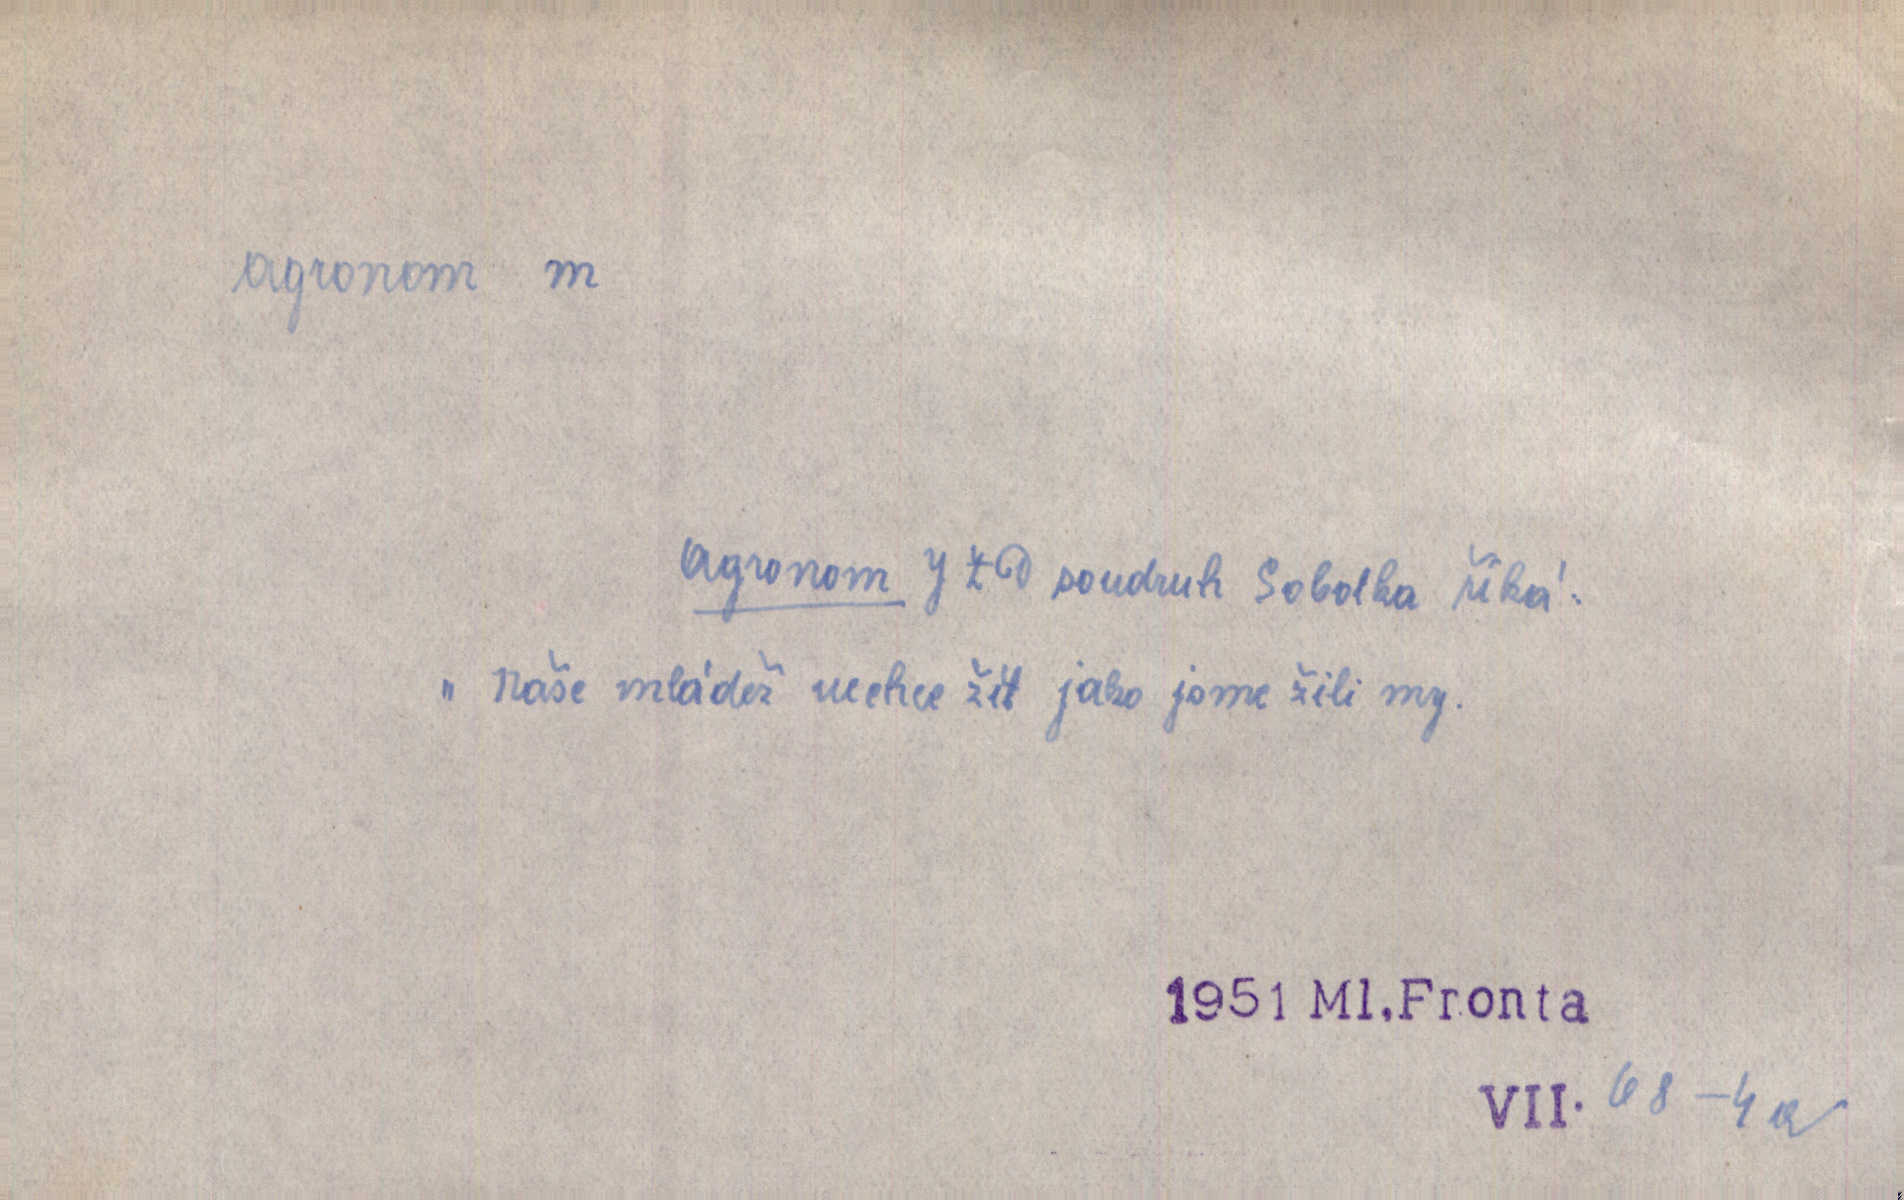 agronom m
Agronom JZD soudruh Sobotka říká:
" Naše mládež nechce žít jako jsme žili my.
1951 Ml.Fronta
VII. 68 - 4a